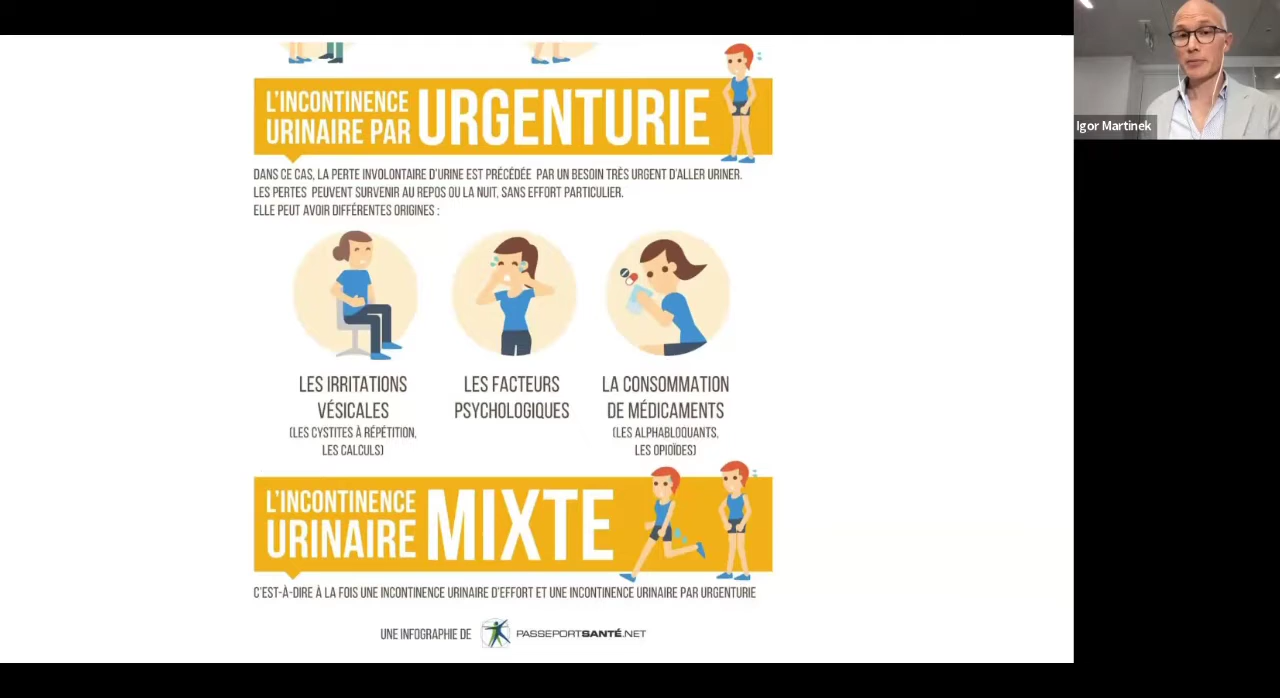 L'INCONTINENCE
URINAIRE PAR URGENTURIE
DANS CE CAS, LA PERTE INVOLONTAIRE D'URINE EST PRÉCÉDÉE PAR UN BESOIN TRÈS URGENT D'ALLER URINER.
LES PERTES PEUVENT SURVENIR AU REPOS OU LA NUIT, SANS EFFORT PARTICULIER.
ELLE PEUT AVOIR DIFFÉRENTES ORIGINES :
LES IRRITATIONS
VÉSICALES
(LES CYSTITES À RÉPÉTITION,
LES CALCULS)
LES FACTEURS
PSYCHOLOGIQUES
LA CONSOMMATION
DE MÉDICAMENTS
(LES ALPHABLOQUANTS,
LES OPIOÏDES)
L'INCONTINENCE
URINAIRE MIXTE
C'EST-À-DIRE À LA FOIS UNE INCONTINENCE URINAIRE D'EFFORT ET UNE INCONTINENCE URINAIRE PAR URGENTURIE
UNE INFOGRAPHIE DE PASSEPORTSANTÉ.NET
Igor Martinek